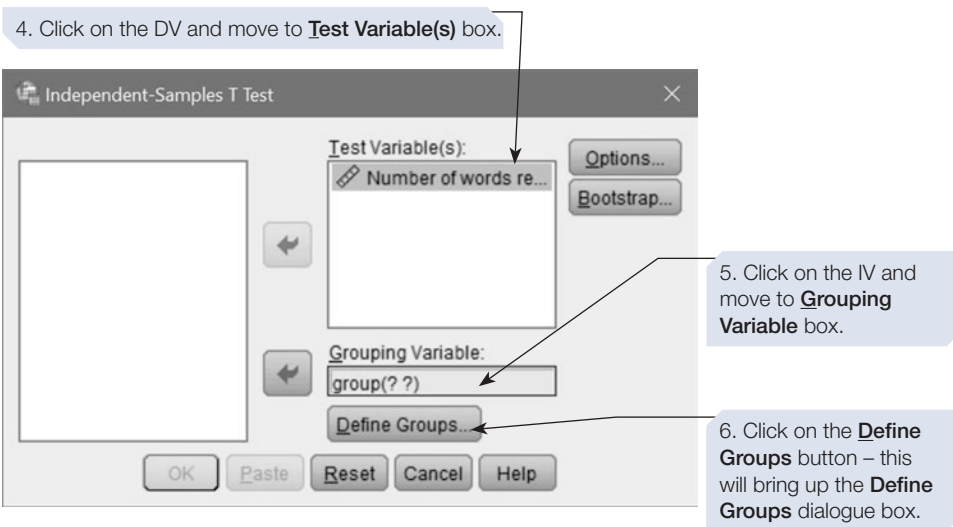 4. Click on the DV and move to Test Variable(s) box.
Independent-Samples T Test
Test Variable(s):
Number of words re...
Options...
Bootstrap...
5. Click on the IV and
move to Grouping
Variable box.
Grouping Variable:
group(? ?)
Define Groups...
6. Click on the Define
Groups button – this
will bring up the Define
Groups dialogue box.
OK Paste Reset Cancel Help